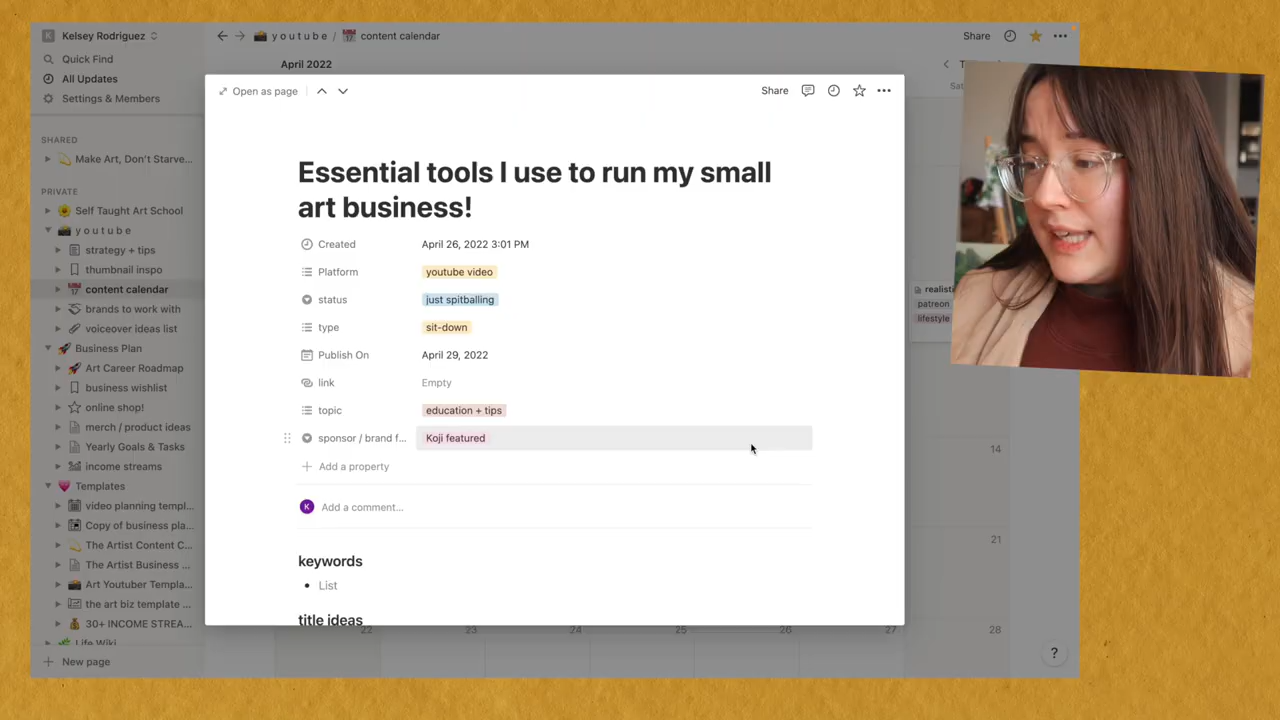 Kelsey Rodriguez
Quick Find
All Updates
Settings & Members
SHARED
Make Art, Don't Starve...
PRIVATE
Self Taught Art School
y o u t u b e
strategy + tips
thumbnail inspo
content calendar
brands to work with
voiceover ideas list
Business Plan
Art Career Roadmap
business wishlist
online shop!
merch / product ideas
Yearly Goals & Tasks
income streams
Templates
video planning templ...
Copy of business pla...
The Artist Content C...
The Artist Business ...
Art Youtuber Templa...
the art biz template ...
30+ INCOME STREA...
Life Wiki
New page
y o u t u b e / content calendar
Share
April 2022
Open as page
Share
Essential tools I use to run my small
art business!
Created April 26, 2022 3:01 PM
Platform youtube video
status just spitballing
type sit-down
Publish On April 29, 2022
link Empty
topic education + tips
sponsor / brand f... Koji featured
Add a property
K Add a comment...
keywords
List
title ideas
patreon
lifestyle
14
21
22 23 24 25 26 27 28
?